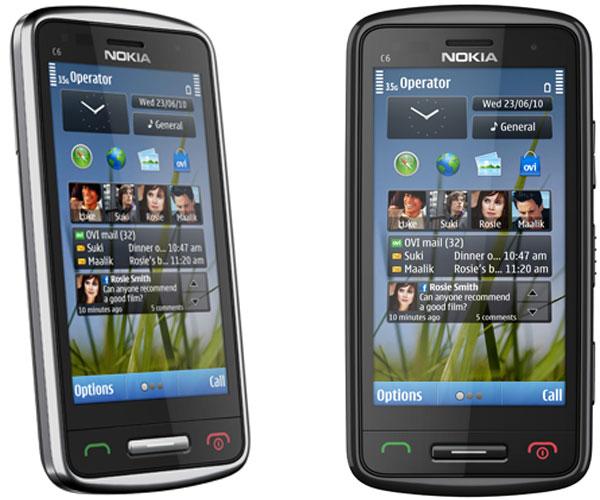 C6
NOKIA
3.5G Operator
Wed 23/06/10
General
ovi
Luke Suki Rosie Maalik
OVI mail (32)
Suki Dinner o... 10:47 am
Maalik Rosie's b... 11:20 am
f Rosie Smith
Can anyone recommend
a good film?
10 minutes ago 5 comments
Options Call
C6
NOKIA
3.5G Operator
Wed 23/06/10
General
ovi
Luke Suki Rosie Maalik
OVI mail (32)
Suki Dinner o... 10:47 am
Maalik Rosie's b... 11:20 am
f Rosie Smith
Can anyone recommend
a good film?
10 minutes ago 5 comments
Options Call